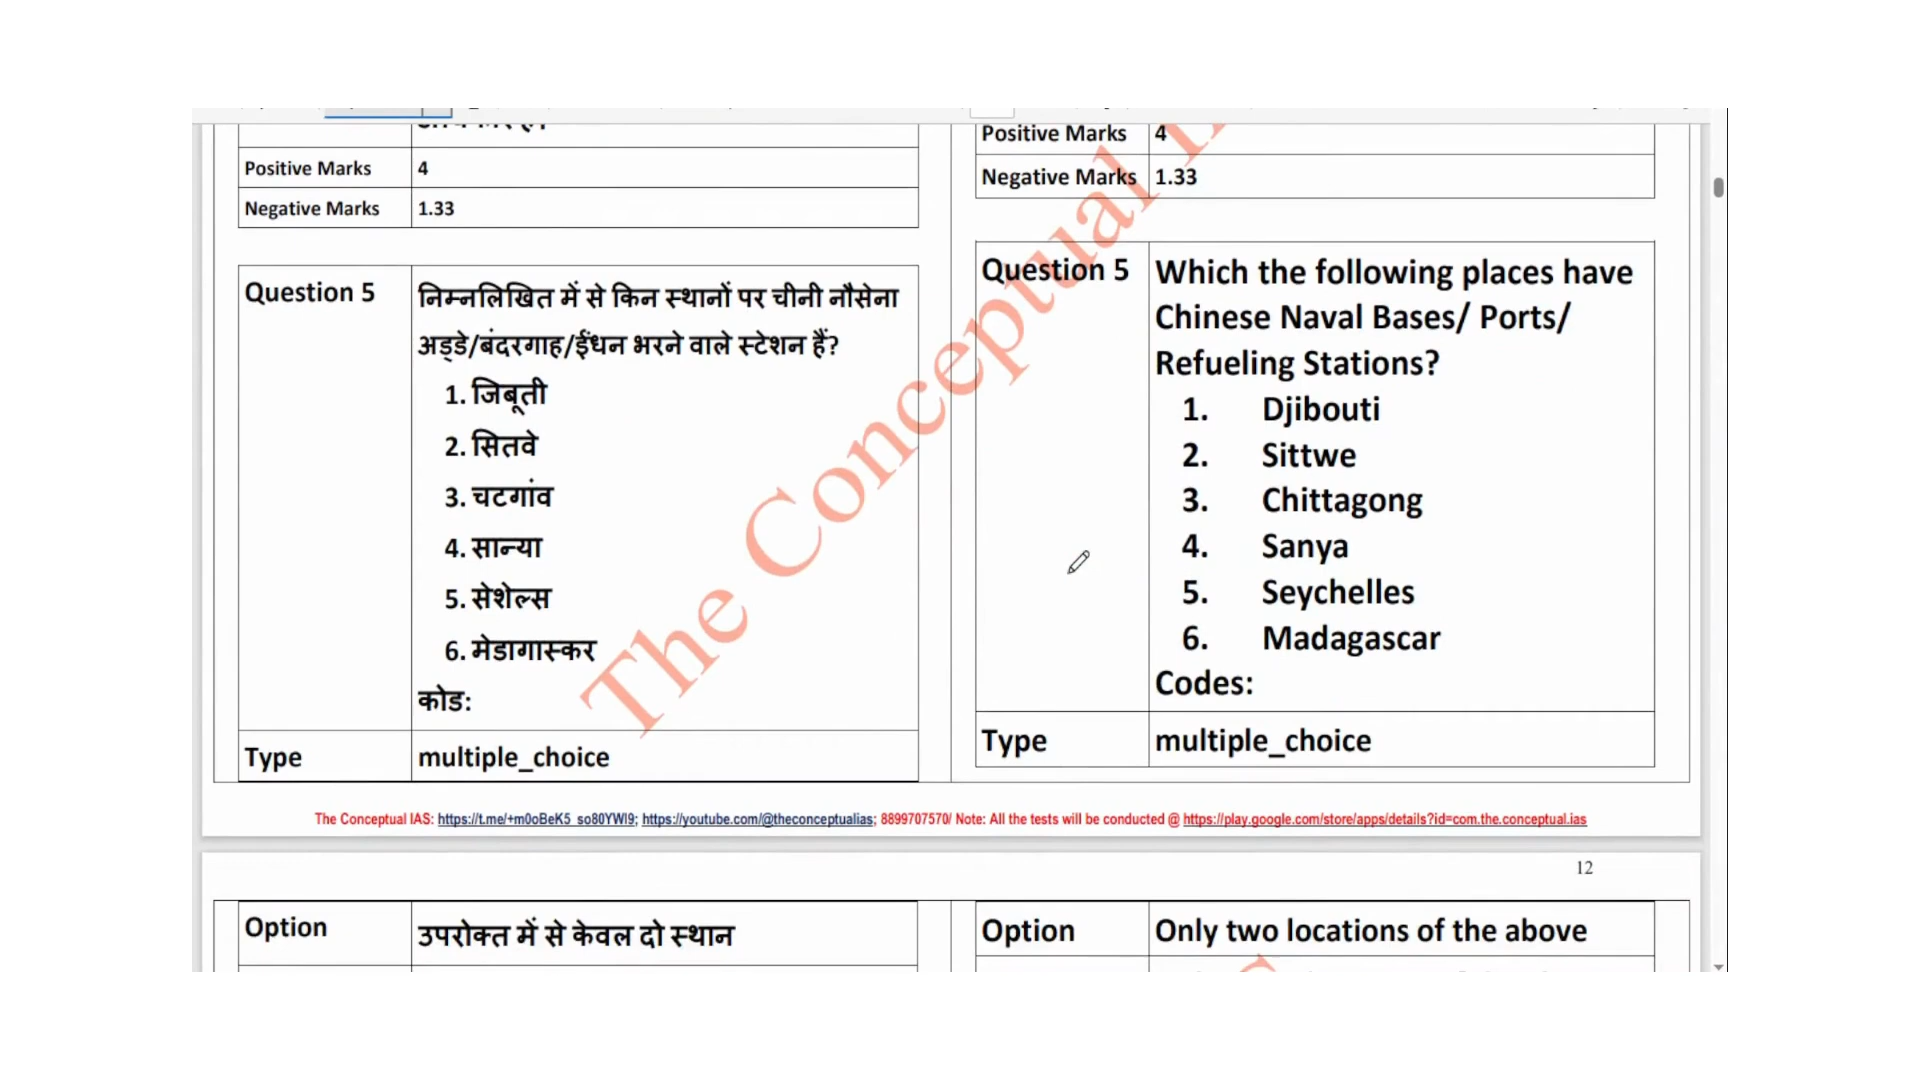 Positive Marks 4
Negative Marks 1.33
Question 5 निम्नलिखित में से किन स्थानों पर चीनी नौसेना
अड्डे/बंदरगाह/ईंधन भरने वाले स्टेशन हैं?
1. जिबूती
2. सितवे
3. चटगांव
4. सान्या
5. सेशेल्स
6. मेडागास्कर
कोड:
Type multiple_choice
Positive Marks 4
Negative Marks 1.33
Question 5 Which the following places have
Chinese Naval Bases/ Ports/
Refueling Stations?
1. Djibouti
2. Sittwe
3. Chittagong
4. Sanya
5. Seychelles
6. Madagascar
Codes:
Type multiple_choice
The Conceptual
The Conceptual IAS: https://t.me/+m0oBeK5_so80YWI9; https://youtube.com/@theconceptualias; 8899707570/ Note: All the tests will be conducted @ https://play.google.com/store/apps/details?id=com.the.conceptual.ias
12
Option उपरोक्त में से केवल दो स्थान
Option Only two locations of the above